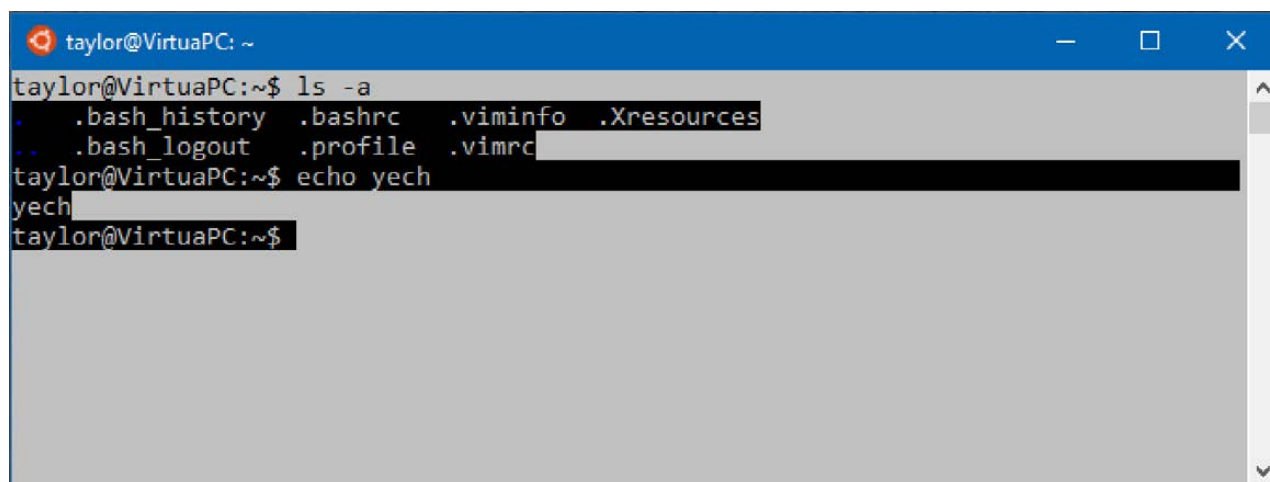 taylor@VirtuaPC: ~
taylor@VirtuaPC:~$ ls -a
.   .bash_history  .bashrc   .viminfo  .Xresources
..  .bash_logout   .profile  .vimrc
taylor@VirtuaPC:~$ echo yech
yech
taylor@VirtuaPC:~$